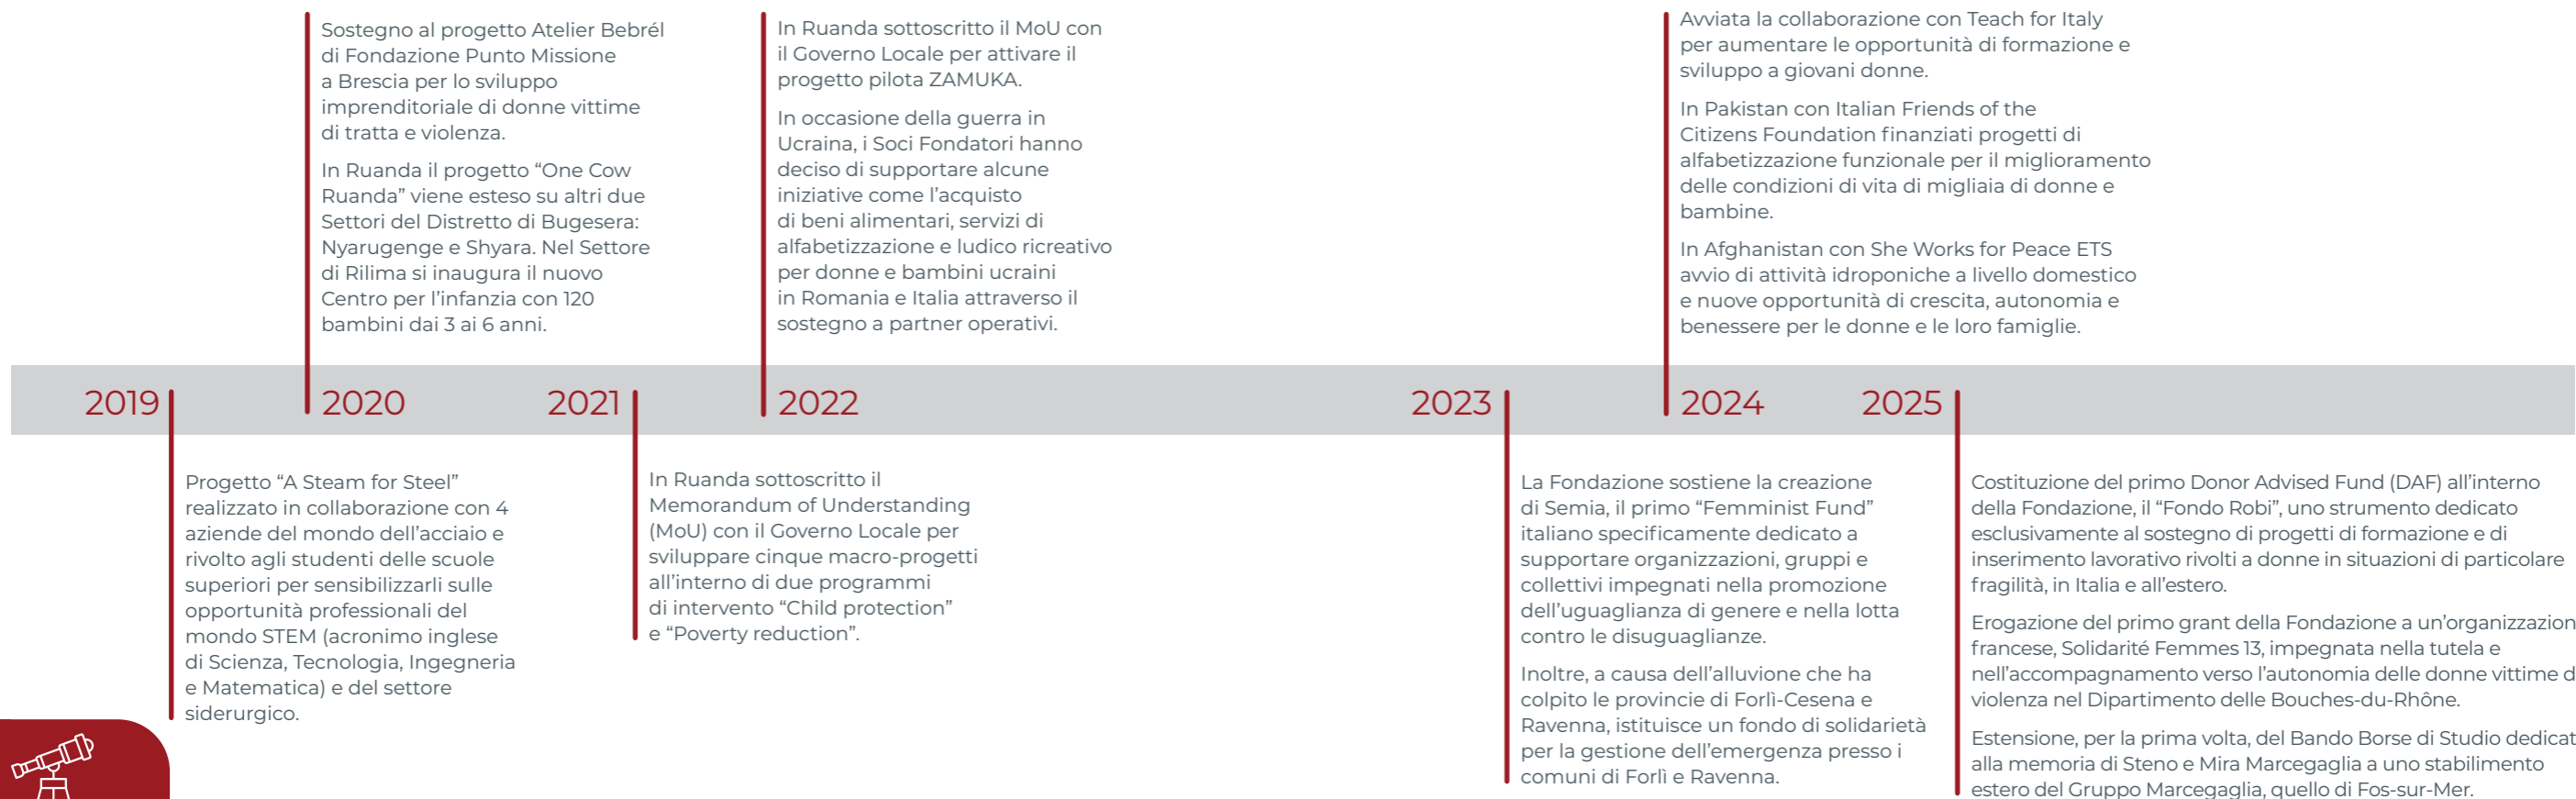 2019
Progetto “A Steam for Steel”
realizzato in collaborazione con 4
aziende del mondo dell’acciaio e
rivolto agli studenti delle scuole
superiori per sensibilizzarli sulle
opportunità professionali del
mondo STEM (acronimo inglese
di Scienza, Tecnologia, Ingegneria
e Matematica) e del settore
siderurgico.
2020
Sostegno al progetto Atelier Bebrél
di Fondazione Punto Missione
a Brescia per lo sviluppo
imprenditoriale di donne vittime
di tratta e violenza.
In Ruanda il progetto “One Cow
Ruanda” viene esteso su altri due
Settori del Distretto di Bugesera:
Nyarugenge e Shyara. Nel Settore
di Rilima si inaugura il nuovo
Centro per l’infanzia con 120
bambini dai 3 ai 6 anni.
2021
In Ruanda sottoscritto il
Memorandum of Understanding
(MoU) con il Governo Locale per
sviluppare cinque macro-progetti
all’interno di due programmi
di intervento “Child protection”
e “Poverty reduction”.
2022
In Ruanda sottoscritto il MoU con
il Governo Locale per attivare il
progetto pilota ZAMUKA.
In occasione della guerra in
Ucraina, i Soci Fondatori hanno
deciso di supportare alcune
iniziative come l’acquisto
di beni alimentari, servizi di
alfabetizzazione e ludico ricreativo
per donne e bambini ucraini
in Romania e Italia attraverso il
sostegno a partner operativi.
2023
La Fondazione sostiene la creazione
di Semia, il primo “Femminist Fund”
italiano specificamente dedicato a
supportare organizzazioni, gruppi e
collettivi impegnati nella promozione
dell’uguaglianza di genere e nella lotta
contro le disuguaglianze.
Inoltre, a causa dell’alluvione che ha
colpito le provincie di Forlì-Cesena e
Ravenna, istituisce un fondo di solidarietà
per la gestione dell’emergenza presso i
comuni di Forlì e Ravenna.
2024
Avviata la collaborazione con Teach for Italy
per aumentare le opportunità di formazione e
sviluppo a giovani donne.
In Pakistan con Italian Friends of the
Citizens Foundation finanziati progetti di
alfabetizzazione funzionale per il miglioramento
delle condizioni di vita di migliaia di donne e
bambine.
In Afghanistan con She Works for Peace ETS
avvio di attività idroponiche a livello domestico
e nuove opportunità di crescita, autonomia e
benessere per le donne e le loro famiglie.
2025
Costituzione del primo Donor Advised Fund (DAF) all’interno
della Fondazione, il “Fondo Robi”, uno strumento dedicato
esclusivamente al sostegno di progetti di formazione e di
inserimento lavorativo rivolti a donne in situazioni di particolare
fragilità, in Italia e all’estero.
Erogazione del primo grant della Fondazione a un’organizzazion
francese, Solidarité Femmes 13, impegnata nella tutela e
nell’accompagnamento verso l’autonomia delle donne vittime d
violenza nel Dipartimento delle Bouches-du-Rhône.
Estensione, per la prima volta, del Bando Borse di Studio dedicat
alla memoria di Steno e Mira Marcegaglia a uno stabilimento
estero del Gruppo Marcegaglia, quello di Fos-sur-Mer.